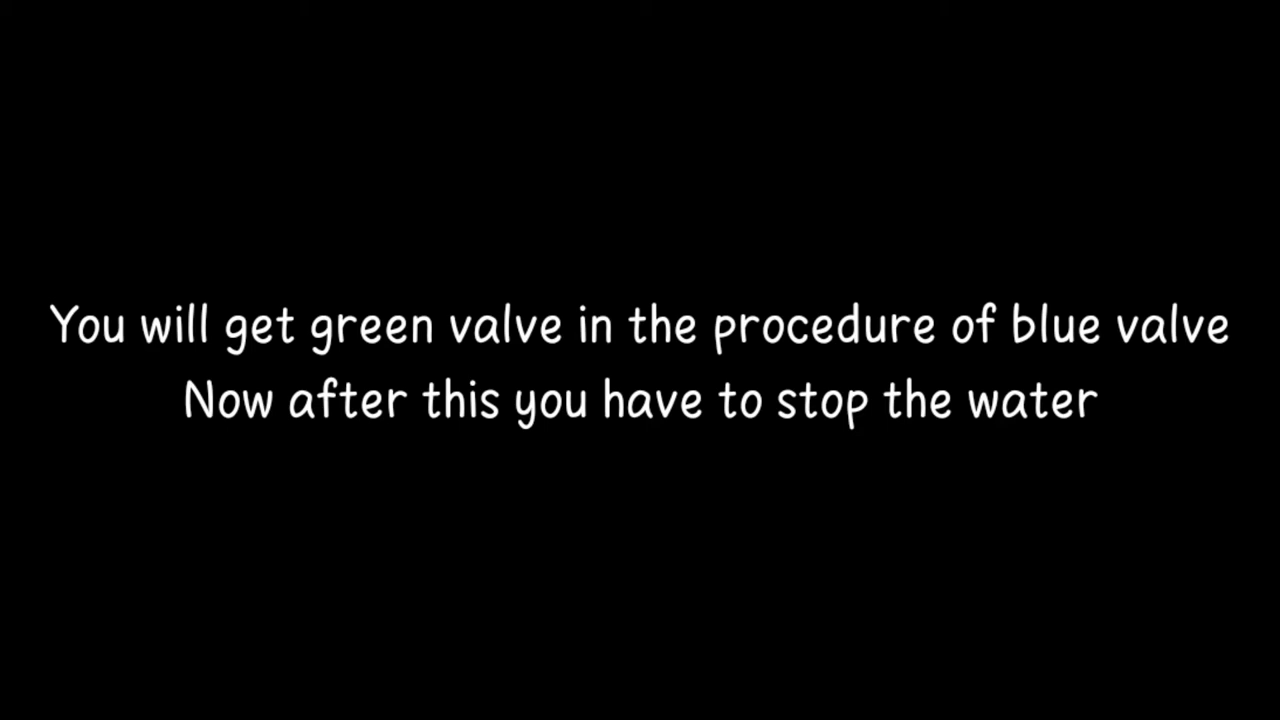 You will get green valve in the procedure of blue valve
Now after this you have to stop the water